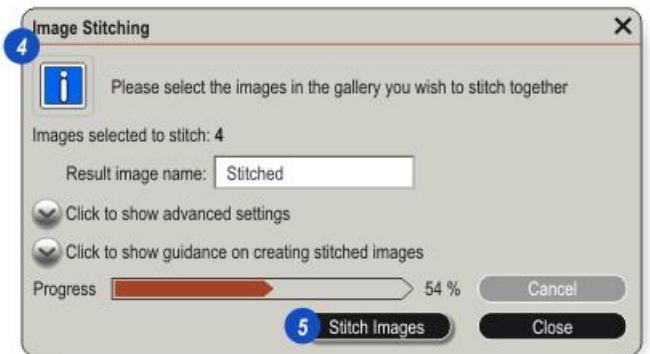 Image Stitching
4
Please select the images in the gallery you wish to stitch together
Images selected to stitch: 4
Result image name: Stitched
Click to show advanced settings
Click to show guidance on creating stitched images
Progress 54 % Cancel
5 Stitch Images Close